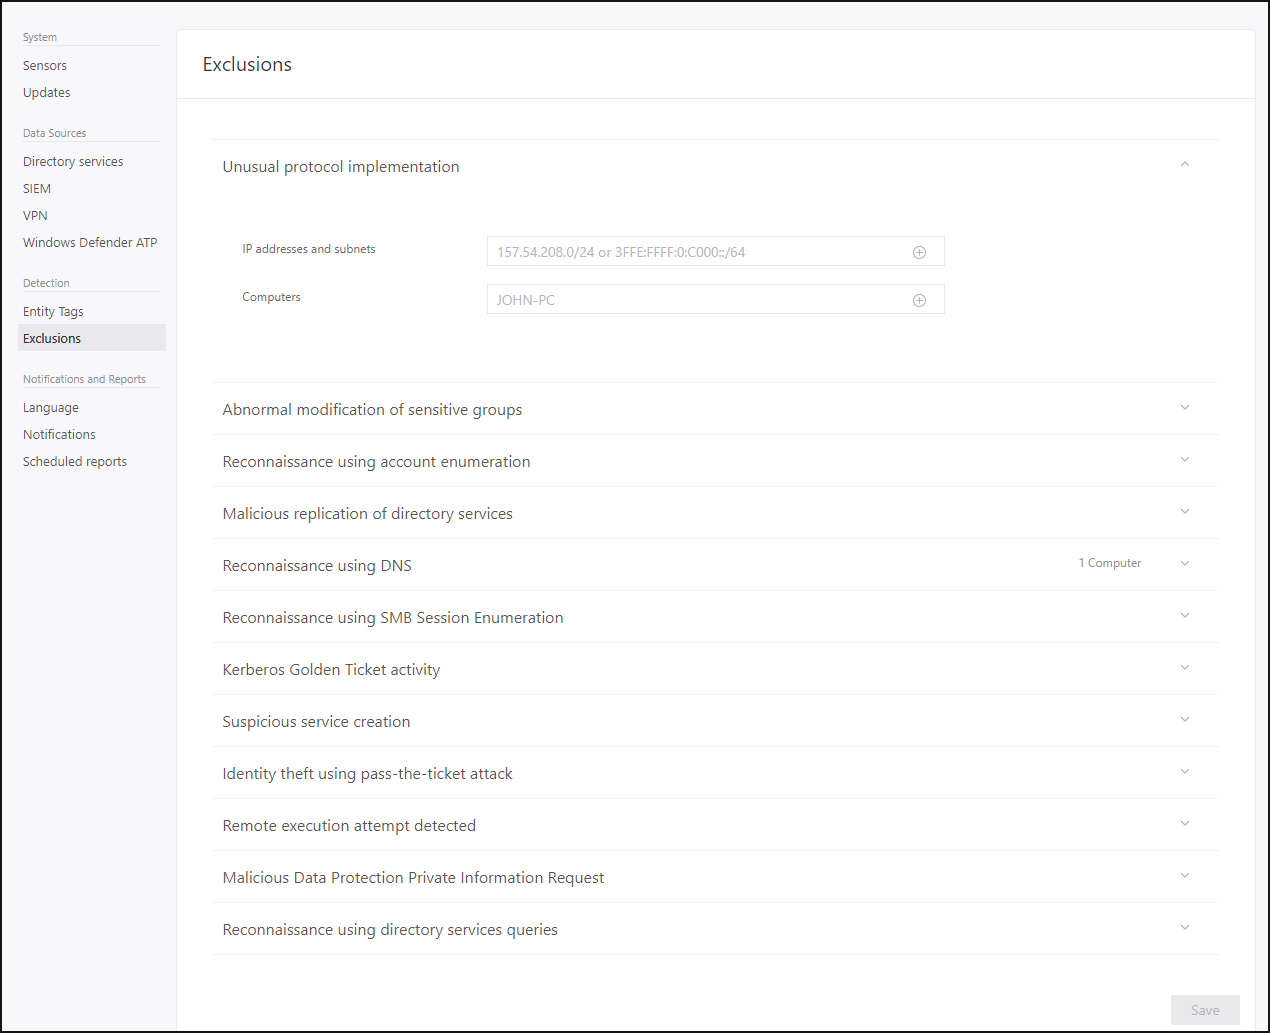 System
Sensors
Updates
Data Sources
Directory services
SIEM
VPN
Windows Defender ATP
Detection
Entity Tags
Exclusions
Notifications and Reports
Language
Notifications
Scheduled reports
Exclusions
Unusual protocol implementation
IP addresses and subnets
157.54.208.0/24 or 3FFE:FFFF:0:C000::/64
Computers
JOHN-PC
Abnormal modification of sensitive groups
Reconnaissance using account enumeration
Malicious replication of directory services
Reconnaissance using DNS
1 Computer
Reconnaissance using SMB Session Enumeration
Kerberos Golden Ticket activity
Suspicious service creation
Identity theft using pass-the-ticket attack
Remote execution attempt detected
Malicious Data Protection Private Information Request
Reconnaissance using directory services queries
Save